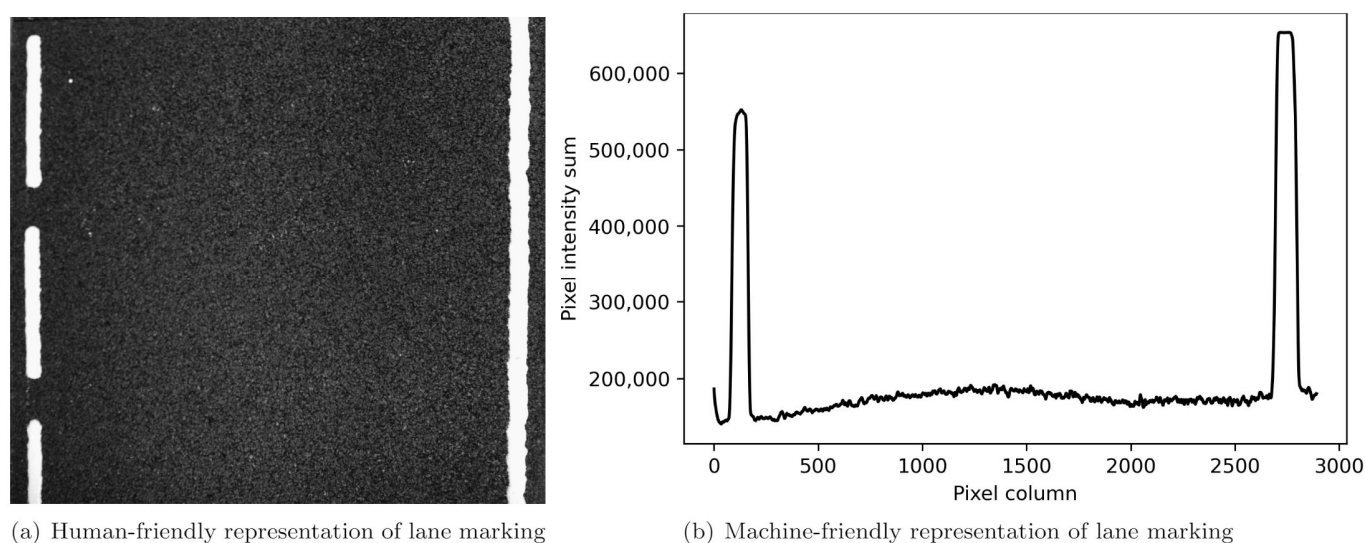 600,000
500,000
400,000
300,000
200,000
Pixel intensity sum
0 500 1000 1500 2000 2500 3000
Pixel column
(a) Human-friendly representation of lane marking
(b) Machine-friendly representation of lane marking